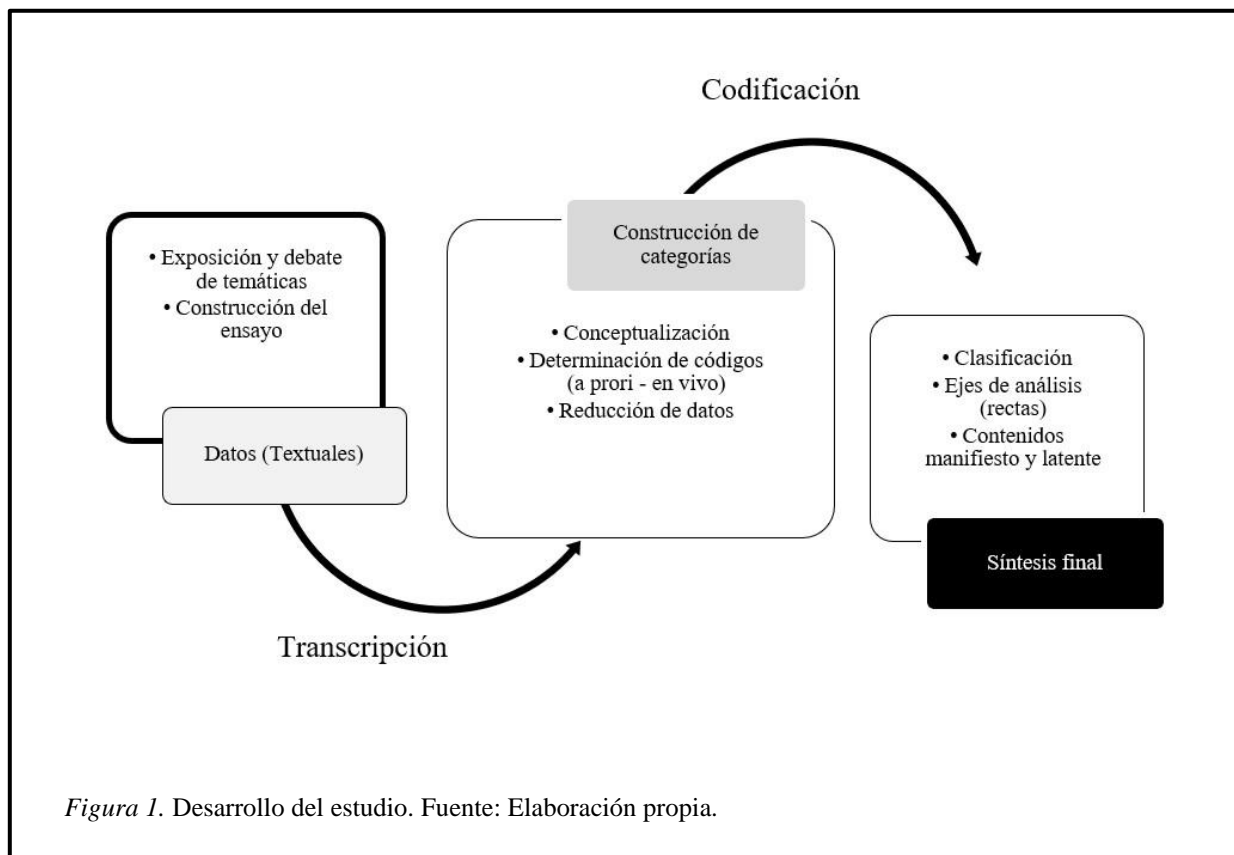 Codificación
• Exposición y debate
de temáticas
• Construcción del
ensayo
Datos (Textuales)
Transcripción
Construcción de
categorías
• Conceptualización
• Determinación de códigos
(a prori - en vivo)
• Reducción de datos
• Clasificación
• Ejes de análisis
(rectas)
• Contenidos
manifiesto y latente
Síntesis final
Figura 1. Desarrollo del estudio. Fuente: Elaboración propia.